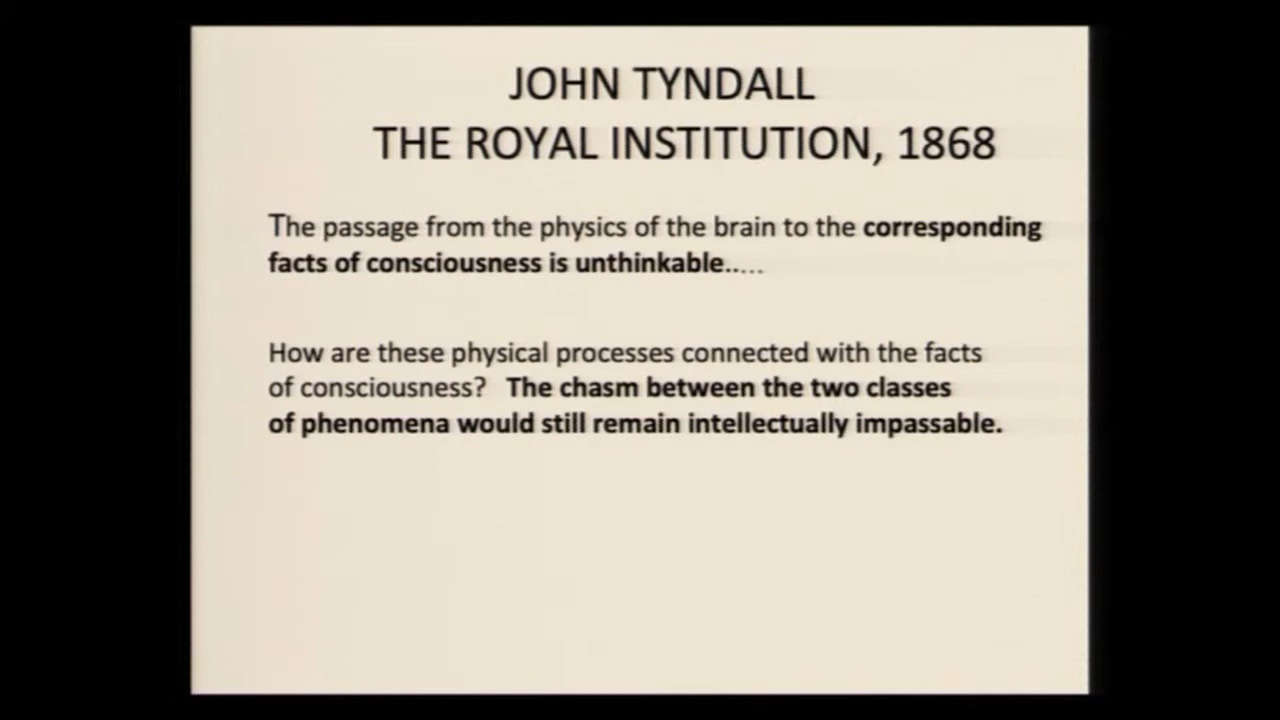 JOHN TYNDALL
THE ROYAL INSTITUTION, 1868
The passage from the physics of the brain to the corresponding
facts of consciousness is unthinkable…..
How are these physical processes connected with the facts
of consciousness? The chasm between the two classes
of phenomena would still remain intellectually impassable.